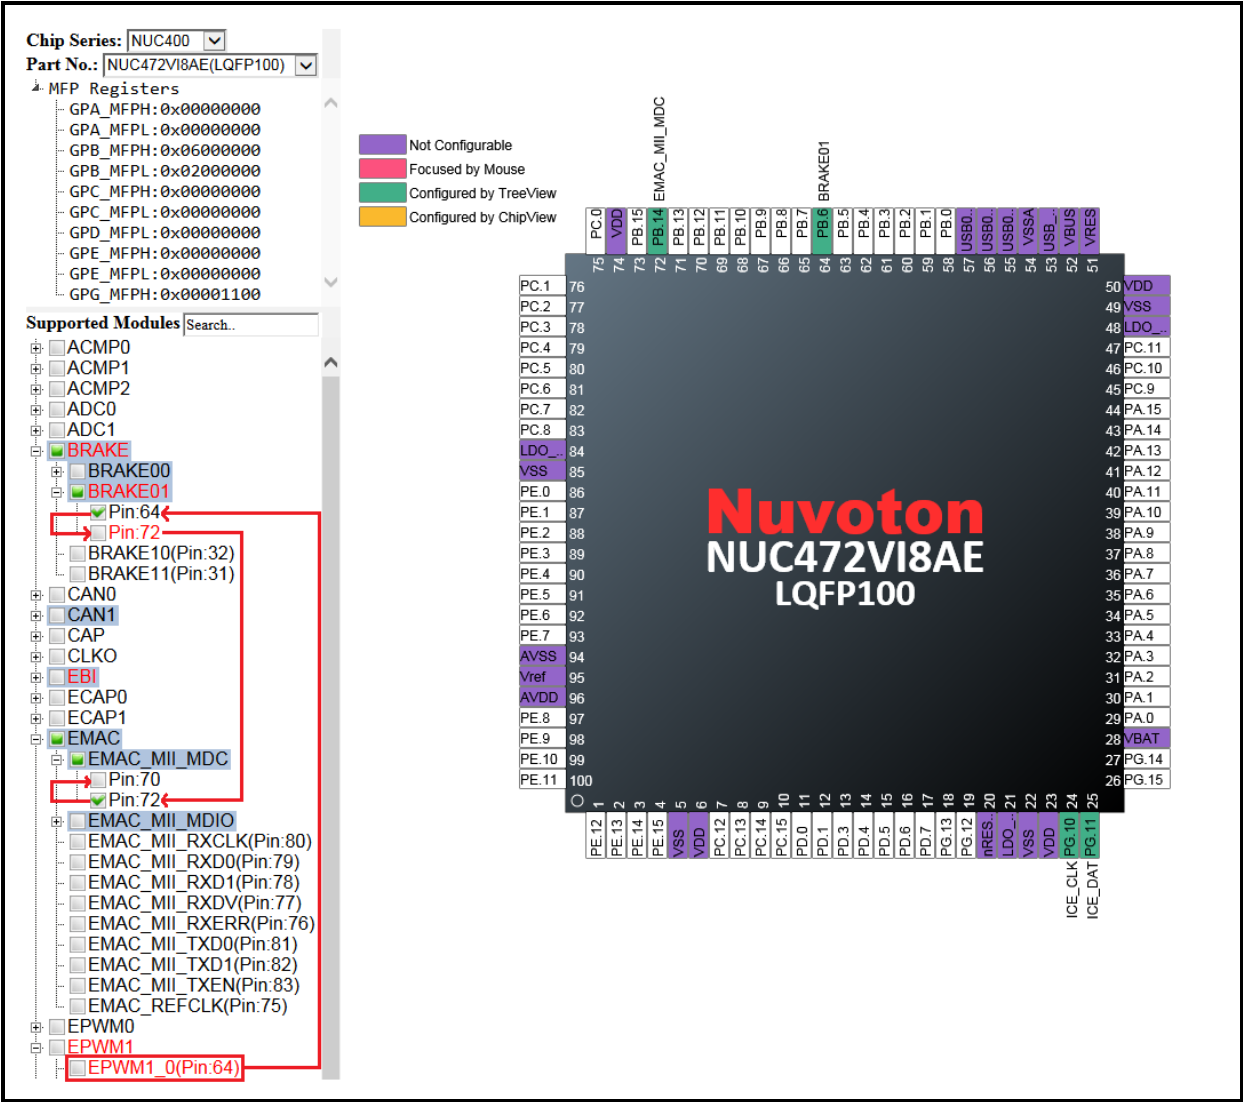 Chip Series: NUC400
Part No.: NUC472VI8AE(LQFP100)
MFP Registers
GPA_MFPH:0x00000000
GPA_MFPL:0x00000000
GPB_MFPH:0x06000000
GPB_MFPL:0x02000000
GPC_MFPH:0x00000000
GPC_MFPL:0x00000000
GPD_MFPL:0x00000000
GPE_MFPH:0x00000000
GPE_MFPL:0x00000000
GPG_MFPH:0x00001100
Supported Modules Search..
ACMP0
ACMP1
ACMP2
ADC0
ADC1
BRAKE
BRAKE00
BRAKE01
Pin:64
Pin:72
BRAKE10(Pin:32)
BRAKE11(Pin:31)
CAN0
CAN1
CAP
CLKO
EBI
ECAP0
ECAP1
EMAC
EMAC_MII_MDC
Pin:70
Pin:72
EMAC_MII_MDIO
EMAC_MII_RXCLK(Pin:80)
EMAC_MII_RXD0(Pin:79)
EMAC_MII_RXD1(Pin:78)
EMAC_MII_RXDV(Pin:77)
EMAC_MII_RXERR(Pin:76)
EMAC_MII_TXD0(Pin:81)
EMAC_MII_TXD1(Pin:82)
EMAC_MII_TXEN(Pin:83)
EMAC_REFCLK(Pin:75)
EPWM0
EPWM1
EPWM1_0(Pin:64)
Not Configurable
Focused by Mouse
Configured by TreeView
Configured by ChipView
EMAC_MII_MDC
BRAKE01
PC.0 75
VDD 74
PB.15 73
PB.14 72
PB.13 71
PB.12 70
PB.11 69
PB.10 68
PB.9 67
PB.8 66
PB.7 65
PB.6 64
PB.5 63
PB.4 62
PB.3 61
PB.2 60
PB.1 59
PB.0 58
USB0.. 57
USB0.. 56
USB0.. 55
VSSA 54
USB_.. 53
VBUS 52
VRES 51
PC.1 76
PC.2 77
PC.3 78
PC.4 79
PC.5 80
PC.6 81
PC.7 82
PC.8 83
LDO_.. 84
VSS 85
PE.0 86
PE.1 87
PE.2 88
PE.3 89
PE.4 90
PE.5 91
PE.6 92
PE.7 93
AVSS 94
Vref 95
AVDD 96
PE.8 97
PE.9 98
PE.10 99
PE.11 100
Nuvoton
NUC472VI8AE
LQFP100
50 VDD
49 VSS
48 LDO_..
47 PC.11
46 PC.10
45 PC.9
44 PA.15
43 PA.14
42 PA.13
41 PA.12
40 PA.11
39 PA.10
38 PA.9
37 PA.8
36 PA.7
35 PA.6
34 PA.5
33 PA.4
32 PA.3
31 PA.2
30 PA.1
29 PA.0
28 VBAT
27 PG.14
26 PG.15
PE.12 1
PE.13 2
PE.14 3
PE.15 4
VSS 5
VDD 6
PC.12 7
PC.13 8
PC.14 9
PC.15 10
PD.0 11
PD.1 12
PD.3 13
PD.4 14
PD.5 15
PD.6 16
PD.7 17
PG.13 18
PG.12 19
nRES.. 20
LDO_.. 21
VSS 22
VDD 23
PG.10 24
PG.11 25
ICE_CLK
ICE_DAT